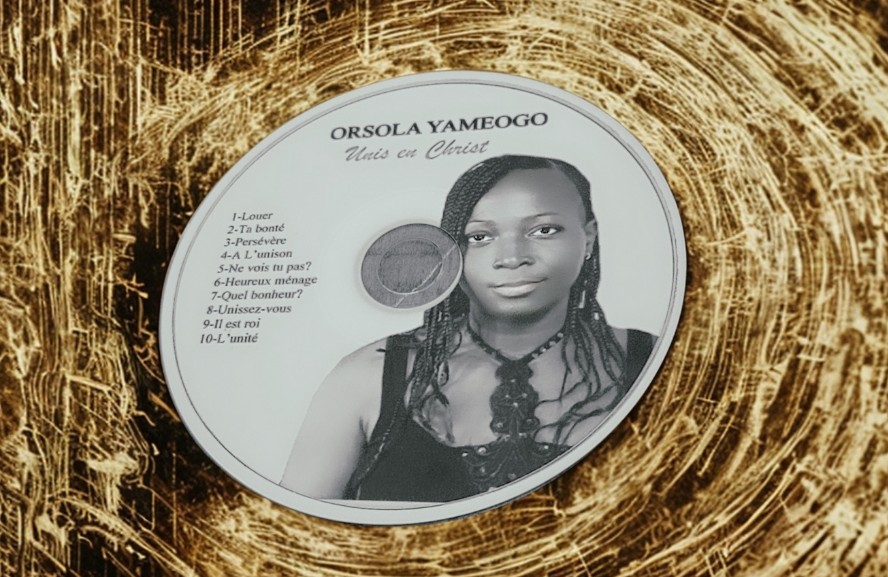 ORSOLA YAMEOGO
Unis en Christ
1-Louer
2-Ta bonté
3-Persévère
4-A L'unison
5-Ne vois tu pas?
6-Heureux ménage
7-Quel bonheur?
8-Unissez-vous
9-Il est roi
10-L'unité